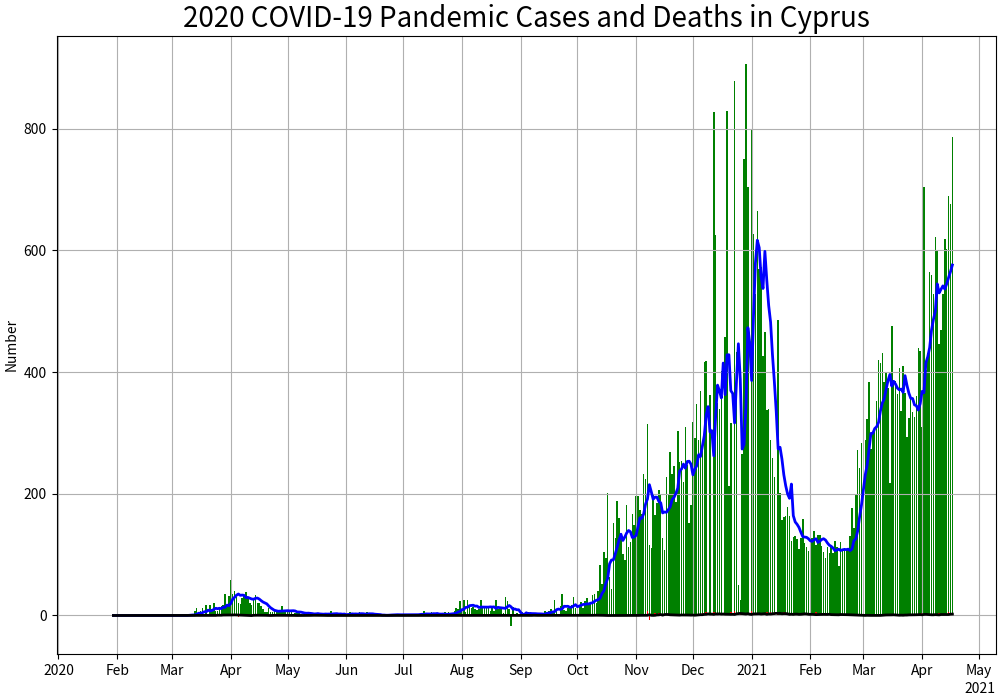 2020 COVID-19 Pandemic Cases and Deaths in Cyprus
Number
800
600
400
200
0
2020 Feb Mar Apr May Jun Jul Aug Sep Oct Nov Dec 2021 Feb Mar Apr May
2021